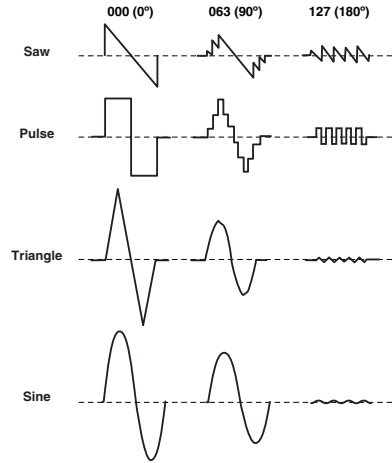 000 (0º) 063 (90º) 127 (180º)
Saw
Pulse
Triangle
Sine